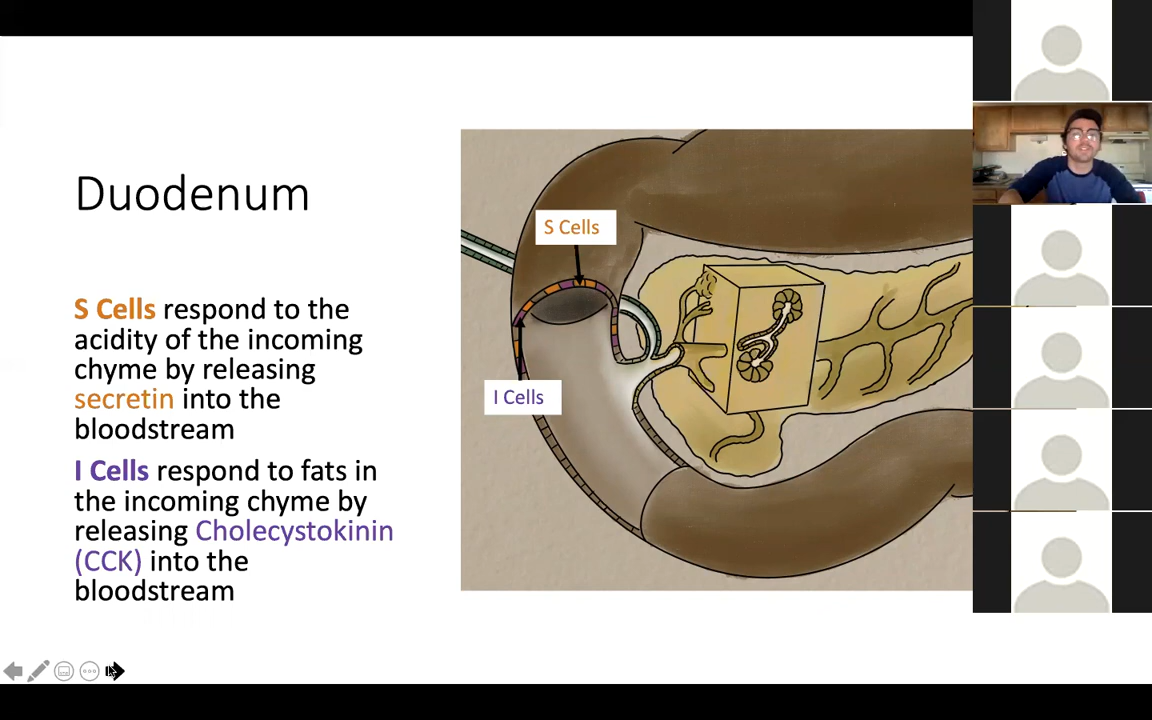 Duodenum
S Cells respond to the
acidity of the incoming
chyme by releasing
secretin into the
bloodstream
I Cells respond to fats in
the incoming chyme by
releasing Cholecystokinin
(CCK) into the
bloodstream
S Cells
I Cells